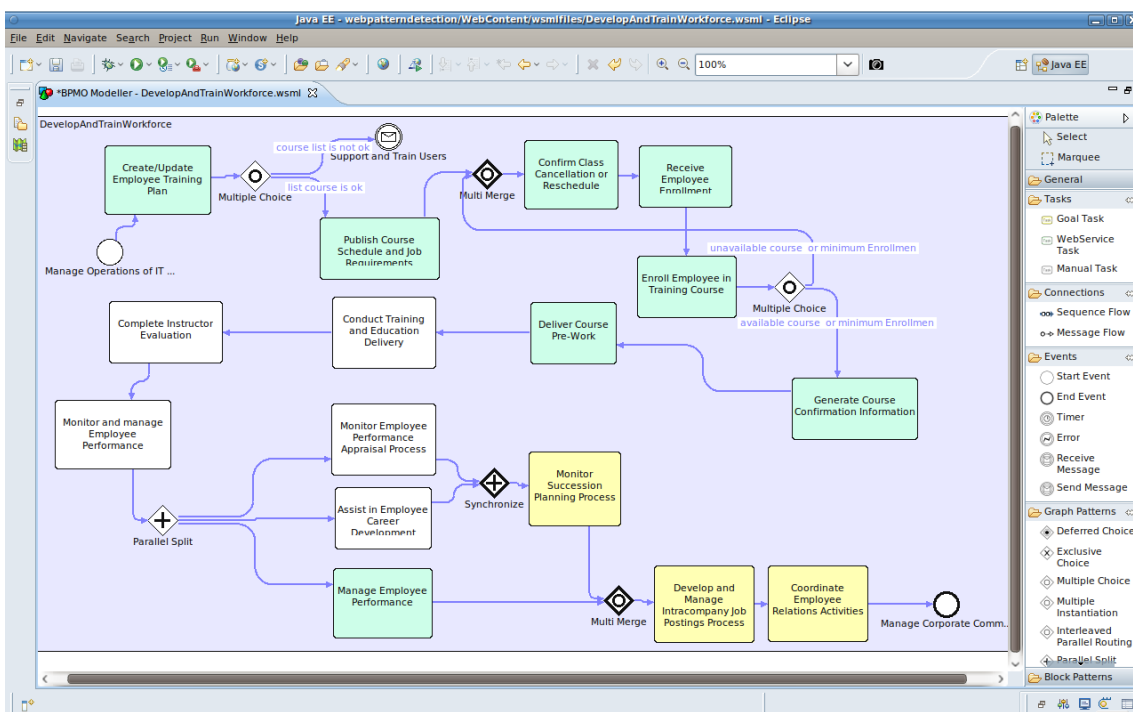 Java EE - webpatterndetection/WebContent/wsmlfiles/DevelopAndTrainWorkforce.wsml - Eclipse
File Edit Navigate Search Project Run Window Help
100%
Java EE
*BPMO Modeller - DevelopAndTrainWorkforce.wsml
DevelopAndTrainWorkforce
Create/Update
Employee Training
Plan
course list is not ok
Support and Train Users
Multiple Choice
list course is ok
Manage Operations of IT ...
Publish Course
Schedule and Job
Requirements
Multi Merge
Confirm Class
Cancellation or
Reschedule
Receive
Employee
Enrollment
unavailable course or minimum Enrollmen
Enroll Employee in
Training Course
Multiple Choice
available course or minimum Enrollmen
Complete Instructor
Evaluation
Conduct Training
and Education
Delivery
Deliver Course
Pre-Work
Generate Course
Confirmation Information
Monitor and manage
Employee
Performance
Monitor Employee
Performance
Appraisal Process
Synchronize
Monitor
Succession
Planning Process
Parallel Split
Assist in Employee
Career
Development
Manage Employee
Performance
Multi Merge
Develop and
Manage
Intracompany Job
Postings Process
Coordinate
Employee
Relations Activities
Manage Corporate Comm...
Palette
Select
Marquee
General
Tasks
Goal Task
WebService
Task
Manual Task
Connections
Sequence Flow
Message Flow
Events
Start Event
End Event
Timer
Error
Receive
Message
Send Message
Graph Patterns
Deferred Choice
Exclusive
Choice
Multiple Choice
Multiple
Instantiation
Interleaved
Parallel Routing
Parallel Split
Block Patterns